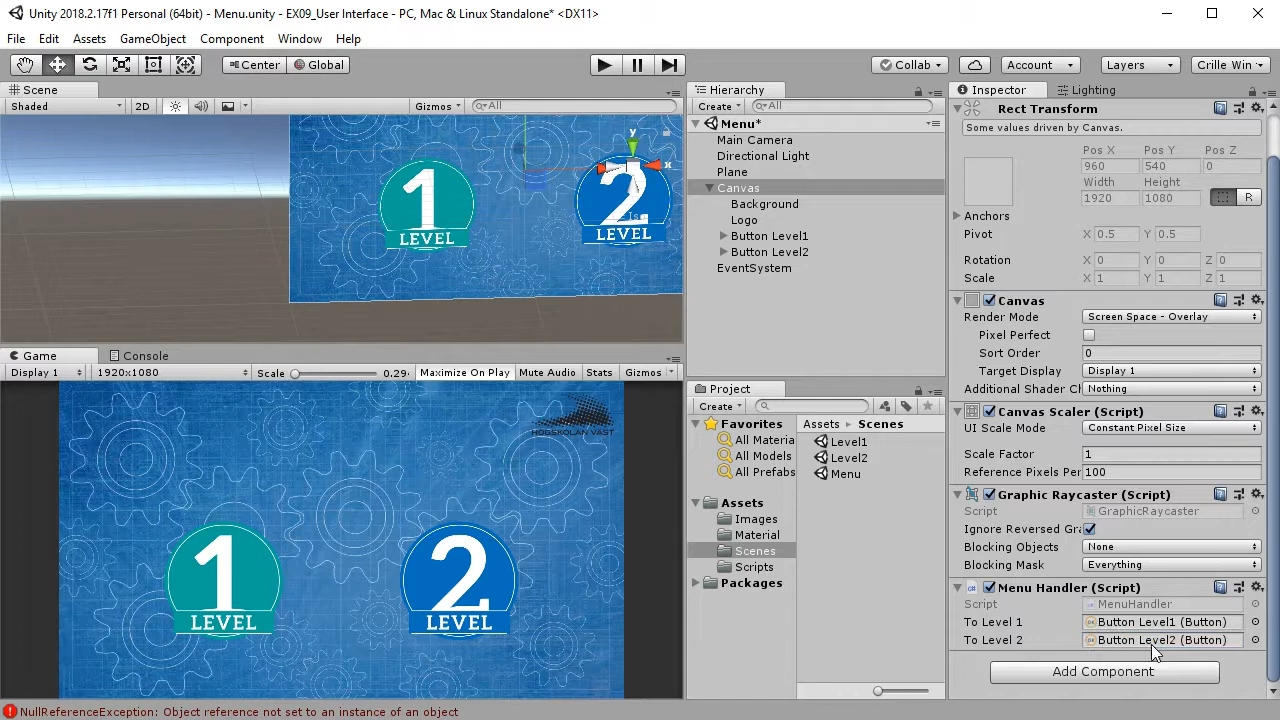 Unity 2018.2.17f1 Personal (64bit) - Menu.unity - EX09_User Interface - PC, Mac & Linux Standalone* <DX11>
File Edit Assets GameObject Component Window Help
Center Global Collab Account Layers Crille Win
Scene
Shaded 2D Gizmos All
y
x
1
LEVEL
2
LEVEL
Game Console
Display 1 1920x1080 Scale 0.29 Maximize On Play Mute Audio Stats Gizmos
HÖGSKOLAN VÄST
1
LEVEL
2
LEVEL
Hierarchy
Create All
Menu*
Main Camera
Directional Light
Plane
Canvas
Background
Logo
Button Level1
Button Level2
EventSystem
Project
Create
Favorites
All Materia
All Models
All Prefabs
Assets
Images
Material
Scenes
Scripts
Packages
Assets Scenes
Level1
Level2
Menu
Inspector Lighting
Rect Transform
Some values driven by Canvas.
Pos X Pos Y Pos Z
960 540 0
Width Height
1920 1080 R
Anchors
Pivot X 0.5 Y 0.5
Rotation X 0 Y 0 Z 0
Scale X 1 Y 1 Z 1
Canvas
Render Mode Screen Space - Overlay
Pixel Perfect
Sort Order 0
Target Display Display 1
Additional Shader Ch Nothing
Canvas Scaler (Script)
UI Scale Mode Constant Pixel Size
Scale Factor 1
Reference Pixels Per 100
Graphic Raycaster (Script)
Script GraphicRaycaster
Ignore Reversed Gra
Blocking Objects None
Blocking Mask Everything
Menu Handler (Script)
Script MenuHandler
To Level 1 Button Level1 (Button)
To Level 2 Button Level2 (Button)
Add Component
NullReferenceException: Object reference not set to an instance of an object